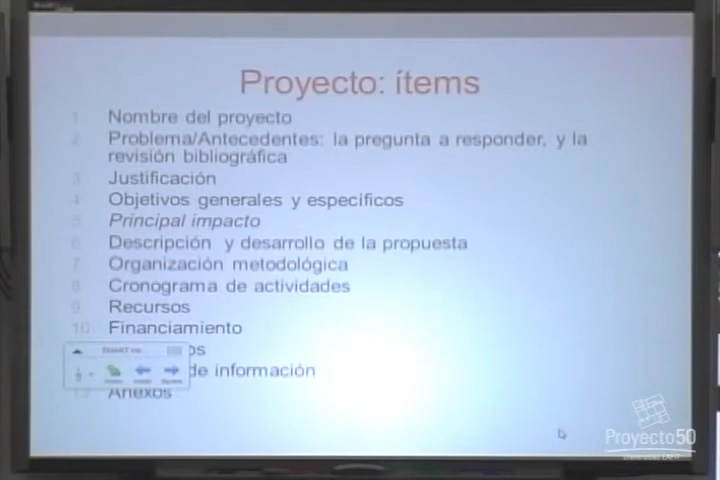 Proyecto: ítems
1. Nombre del proyecto
2. Problema/Antecedentes: la pregunta a responder, y la
revisión bibliográfica
3. Justificación
4. Objetivos generales y específicos
5. Principal impacto
6. Descripción y desarrollo de la propuesta
7. Organización metodológica
8. Cronograma de actividades
9. Recursos
10. Financiamiento
de información
Anexos
Proyecto50